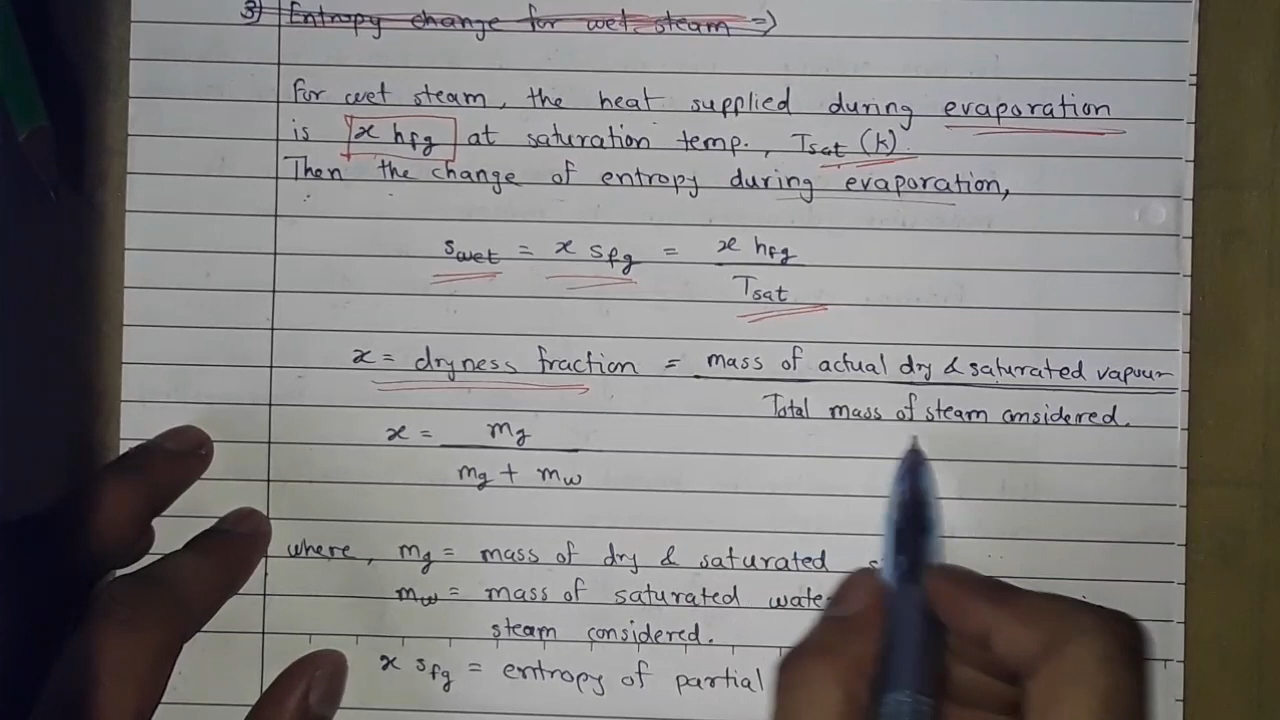 3) Entropy change for wet steam =>
For wet steam, the heat supplied during evaporation
is x hfg at saturation temp., Tsat (K).
Then the change of entropy during evaporation,
swet = x sfg = x hfg / Tsat
x = dryness fraction = mass of actual dry & saturated vapour / Total mass of steam considered.
x = mg / mg + mw
where, mg = mass of dry & saturated
mw = mass of saturated water
steam considered.
x sfg = entropy of partial